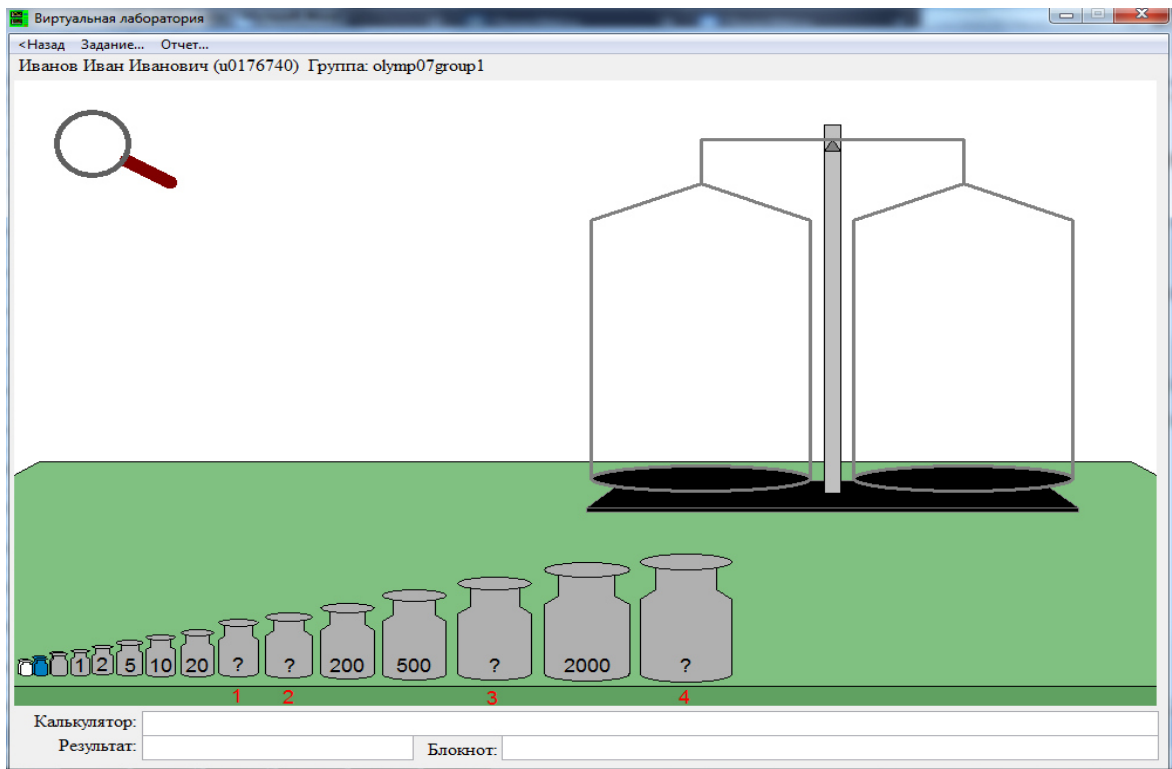 Виртуальная лаборатория
<Назад Задание... Отчет...
Иванов Иван Иванович (u0176740) Группа: olymp07group1
1 2 5 10 20 ? ? 200 500 ? 2000 ?
1 2 3 4
Калькулятор:
Результат: Блокнот: